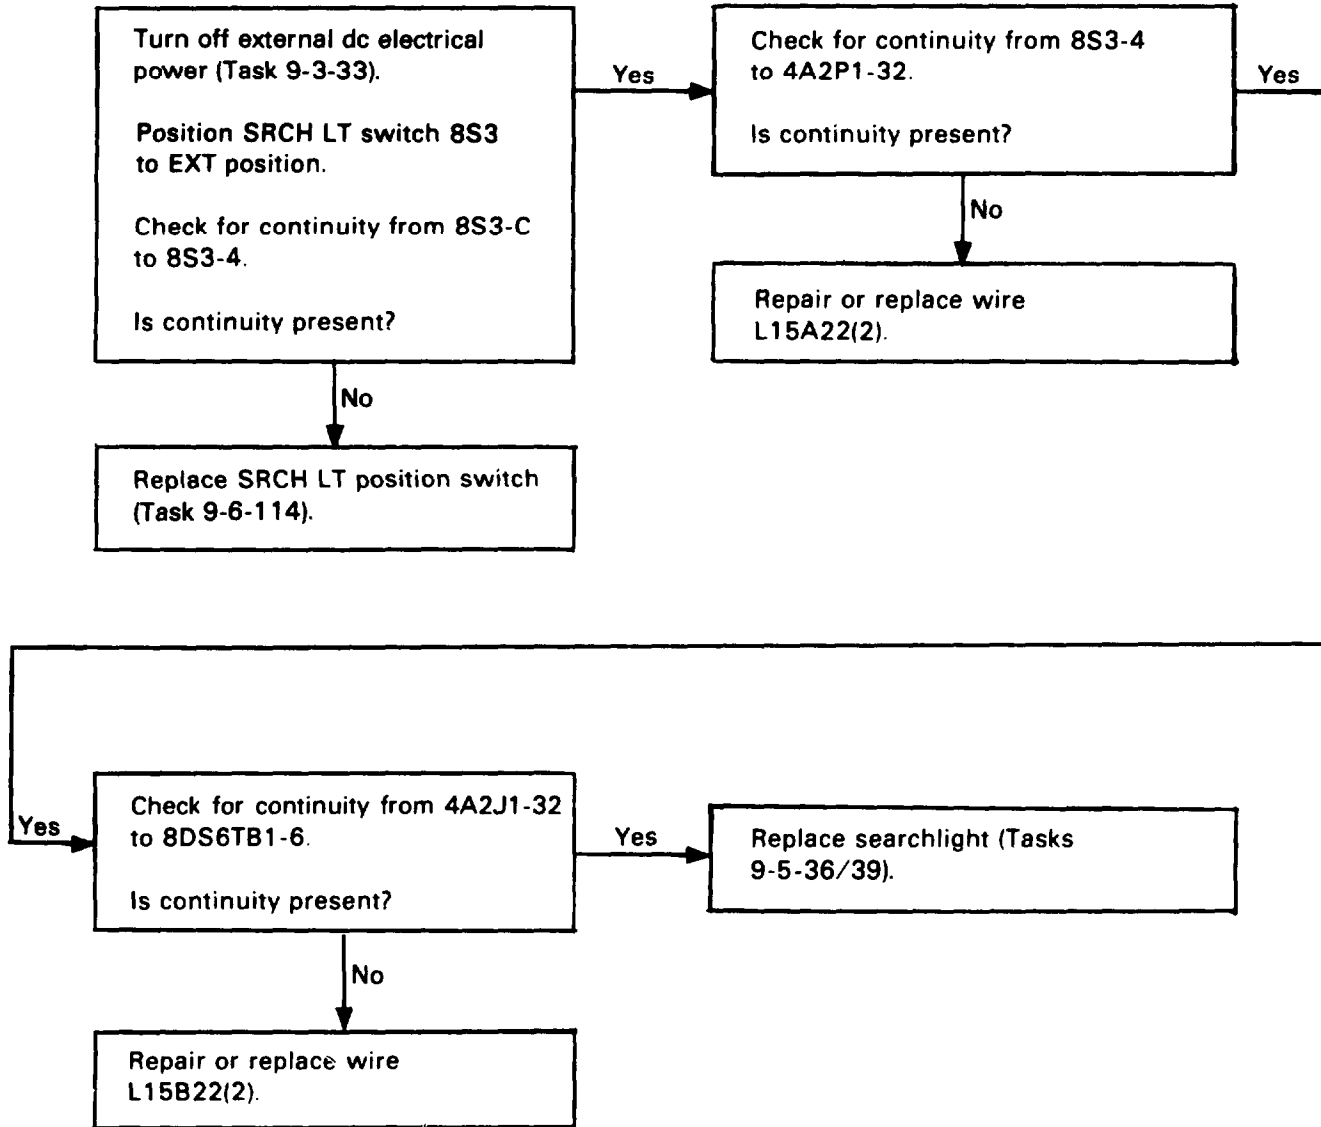 Turn off external dc electrical
power (Task 9-3-33).
Position SRCH LT switch 8S3
to EXT position.
Check for continuity from 8S3-C
to 8S3-4.
Is continuity present?
Yes
Check for continuity from 8S3-4
to 4A2P1-32.
Is continuity present?
Yes
No
Repair or replace wire
L15A22(2).
No
Replace SRCH LT position switch
(Task 9-6-114).
Yes
Check for continuity from 4A2J1-32
to 8DS6TB1-6.
Is continuity present?
Yes
Replace searchlight (Tasks
9-5-36/39).
No
Repair or replace wire
L15B22(2).